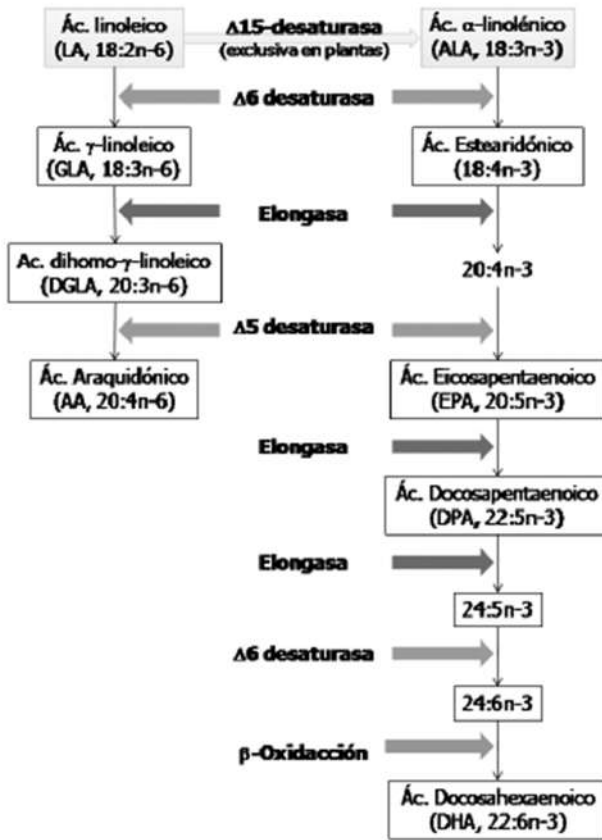 Ác. linoleico
(LA, 18:2n-6)
Δ15-desaturasa
(exclusiva en plantas)
Ác. α-linolénico
(ALA, 18:3n-3)
Δ6 desaturasa
Ác. γ-linoleico
(GLA, 18:3n-6)
Ác. Estearidónico
(18:4n-3)
Elongasa
Ac. dihomo-γ-linoleico
(DGLA, 20:3n-6)
20:4n-3
Δ5 desaturasa
Ác. Araquidónico
(AA, 20:4n-6)
Ác. Eicosapentaenoico
(EPA, 20:5n-3)
Elongasa
Ác. Docosapentaenoico
(DPA, 22:5n-3)
Elongasa
24:5n-3
Δ6 desaturasa
24:6n-3
β-Oxidacción
Ác. Docosahexaenoico
(DHA, 22:6n-3)